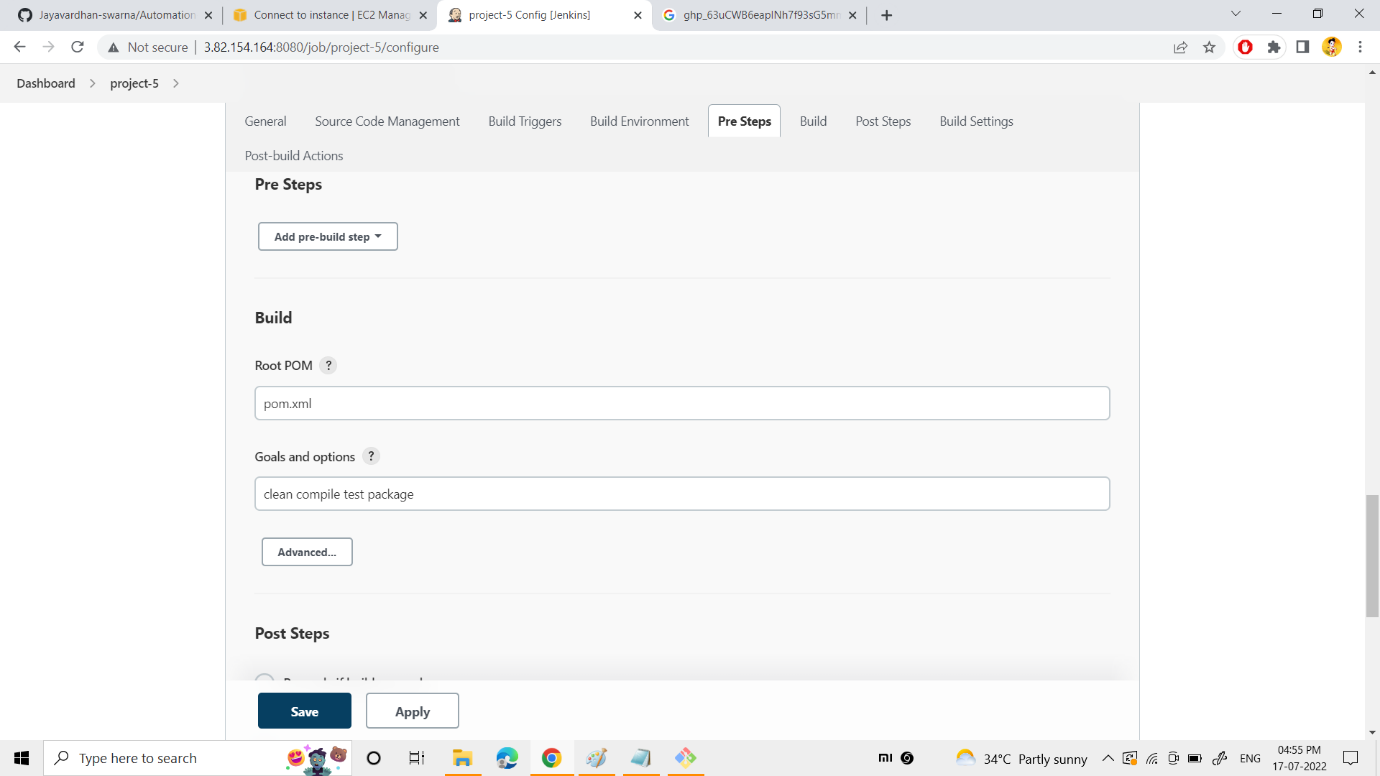 Jayavardhan-swarna/Automation
Connect to instance | EC2 Manag
project-5 Config [Jenkins]
Not secure
3.82.154.164:8080/job/project-5/configure
Dashboard
project-5
General
Source Code Management
Build Triggers
Build Environment
Pre Steps
Build
Post Steps
Build Settings
Post-build Actions
Pre Steps
Add pre-build step
Build
Root POM ?
pom.xml
Goals and options ?
clean compile test package
Advanced...
Post Steps
Save
Apply
Type here to search
34°C Partly sunny
ENG
04:55 PM
17-07-2022